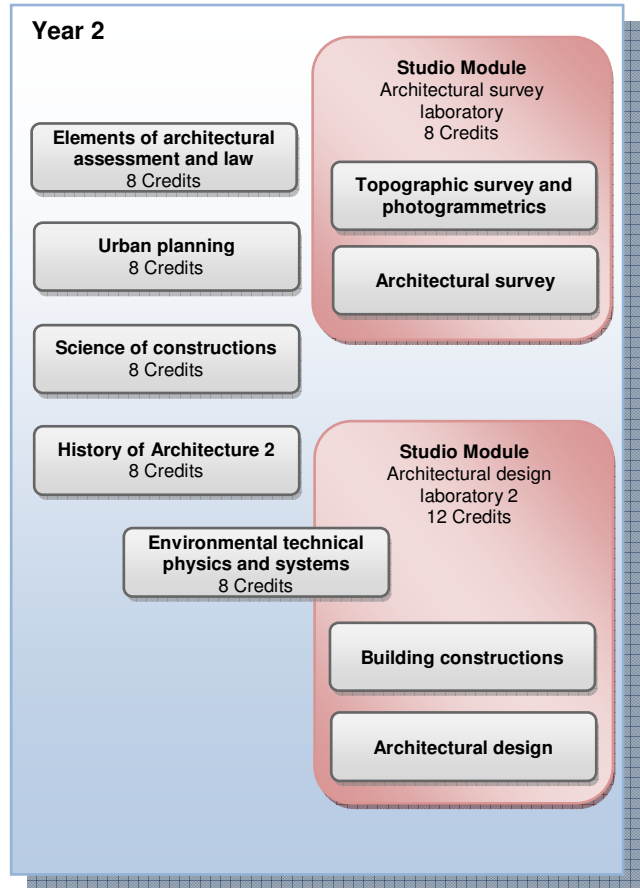 Year 2
Elements of architectural
assessment and law
8 Credits
Urban planning
8 Credits
Science of constructions
8 Credits
History of Architecture 2
8 Credits
Environmental technical
physics and systems
8 Credits
Studio Module
Architectural survey
laboratory
8 Credits
Topographic survey and
photogrammetrics
Architectural survey
Studio Module
Architectural design
laboratory 2
12 Credits
Building constructions
Architectural design